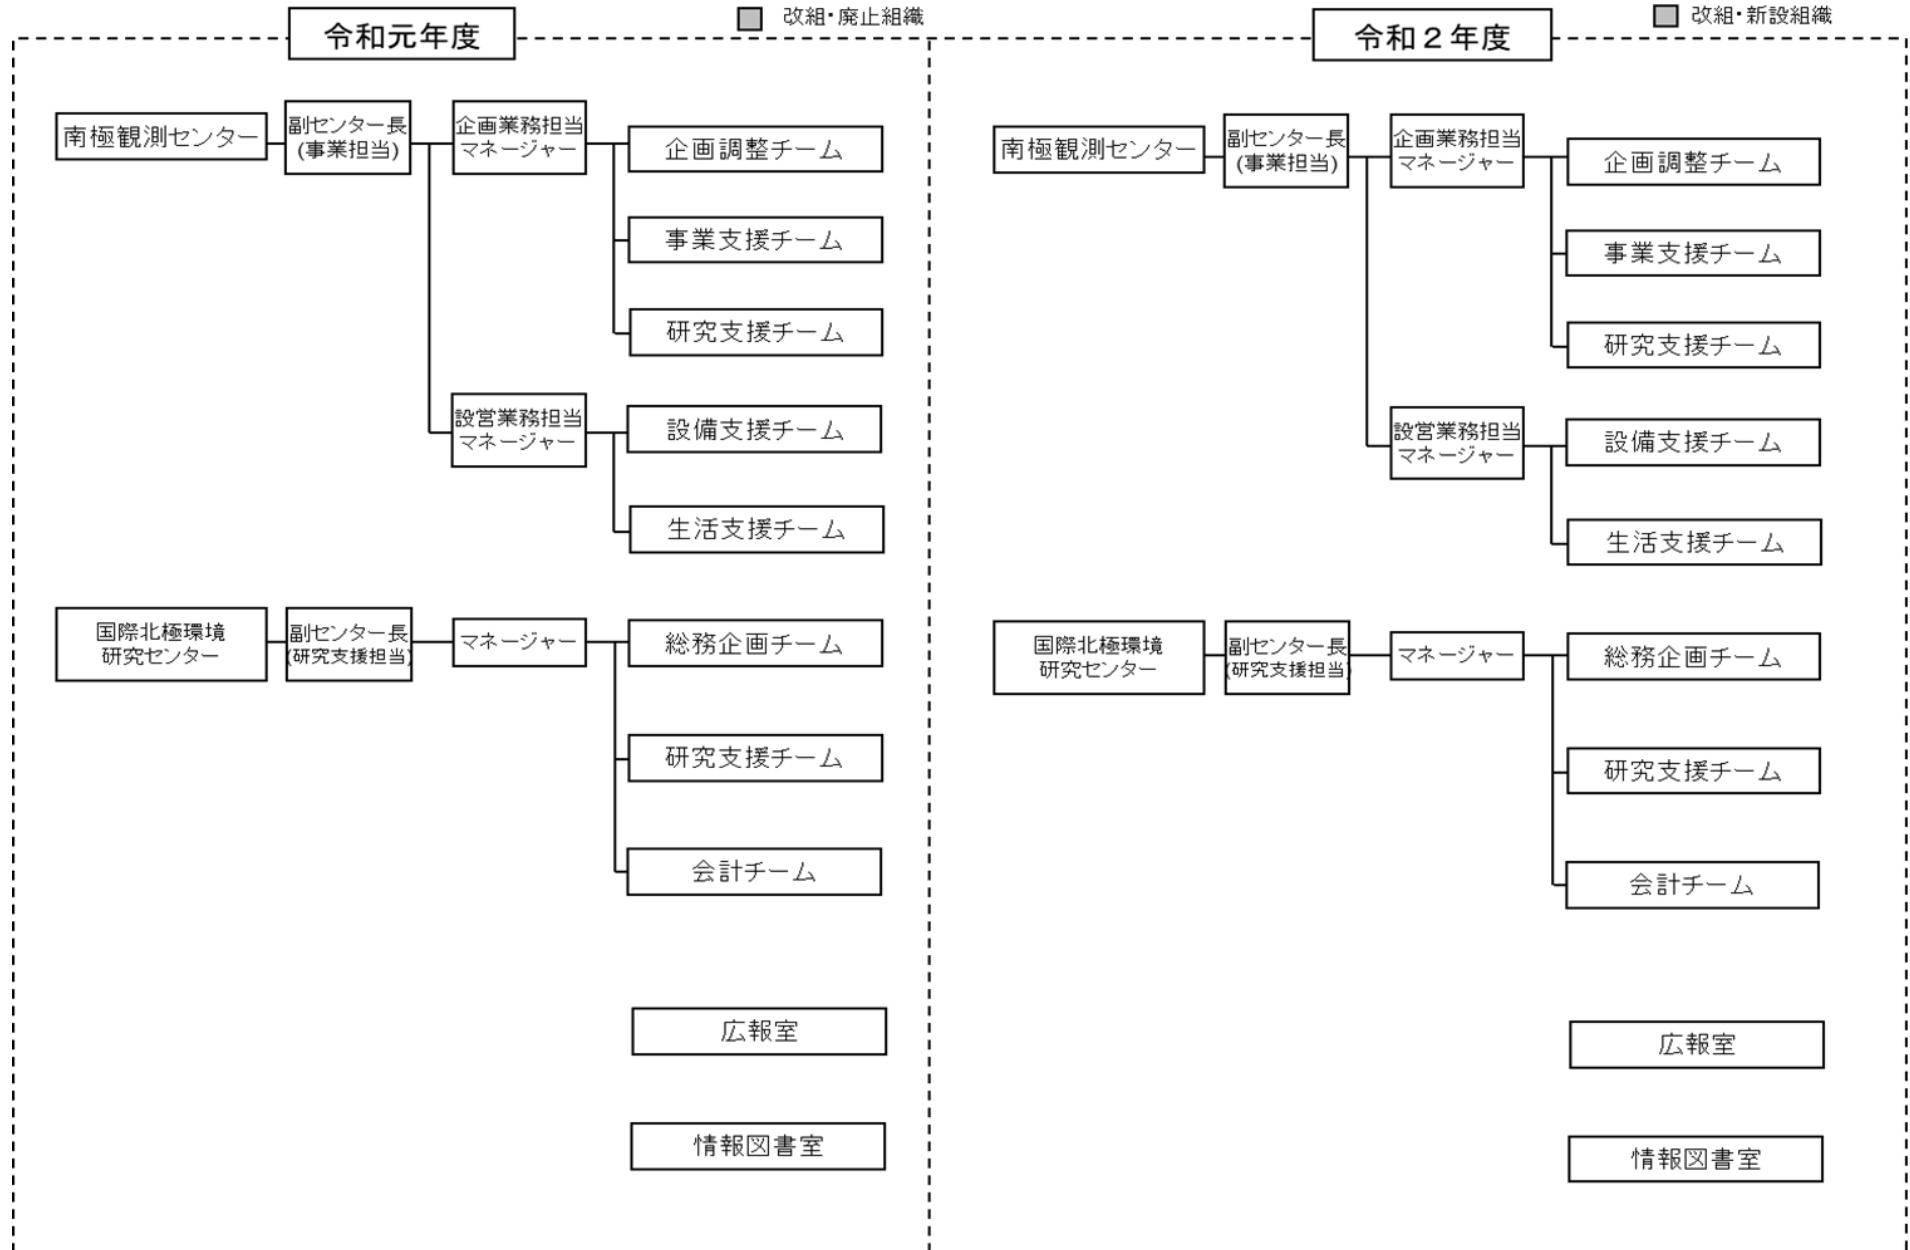 令和元年度
改組・廃止組織
南極観測センター
副センター長
(事業担当)
企画業務担当
マネージャー
企画調整チーム
事業支援チーム
研究支援チーム
設営業務担当
マネージャー
設備支援チーム
生活支援チーム
国際北極環境
研究センター
副センター長
(研究支援担当)
マネージャー
総務企画チーム
研究支援チーム
会計チーム
広報室
情報図書室
令和２年度
改組・新設組織
南極観測センター
副センター長
(事業担当)
企画業務担当
マネージャー
企画調整チーム
事業支援チーム
研究支援チーム
設営業務担当
マネージャー
設備支援チーム
生活支援チーム
国際北極環境
研究センター
副センター長
(研究支援担当)
マネージャー
総務企画チーム
研究支援チーム
会計チーム
広報室
情報図書室